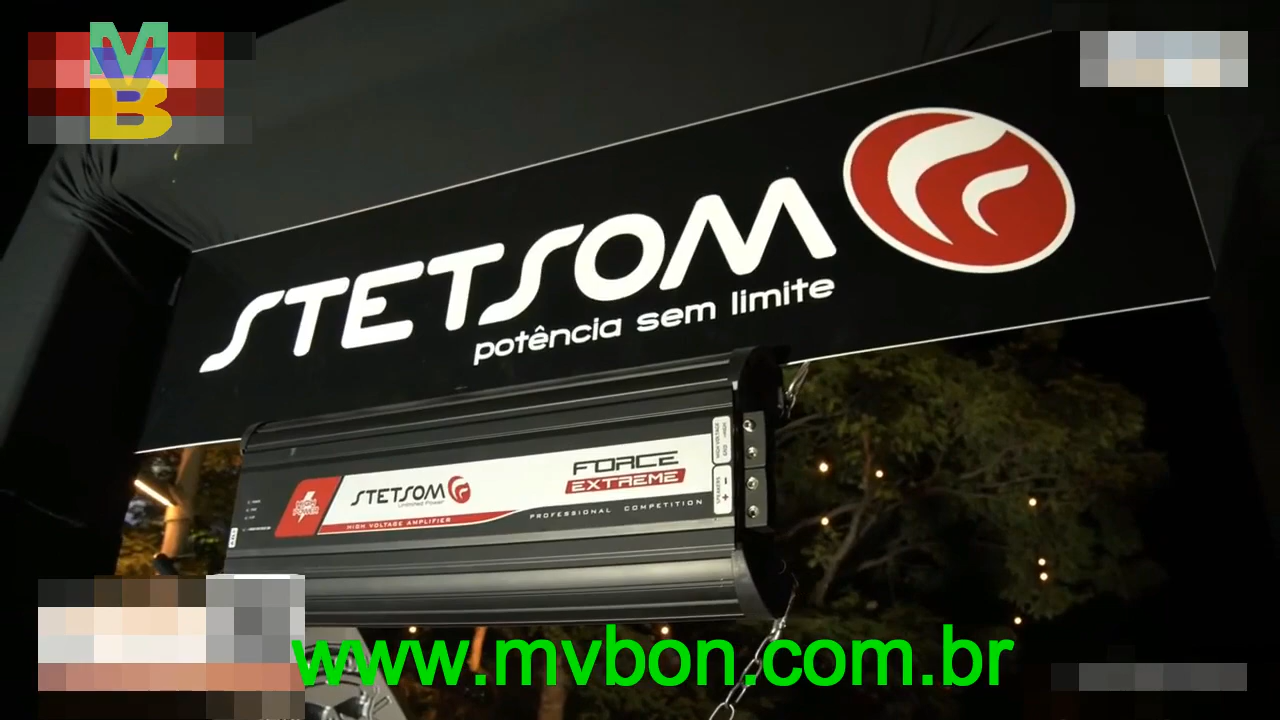 MVB
STETSOM
potência sem limite
FORCE
EXTREME
STETSOM
Unlimited Power
HIGH VOLTAGE AMPLIFIER
PROFESSIONAL COMPETITION
HIGH VOLTAGE
SPEAKERS
- +
www.mvbon.com.br